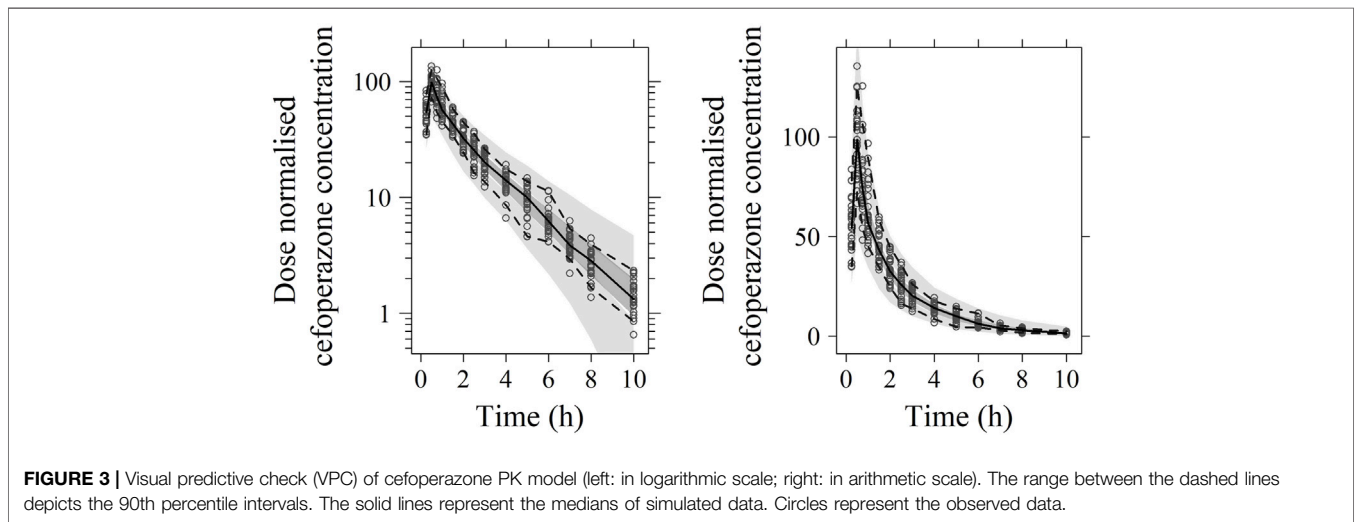 Dose normalised
cefoperazone concentration
100
10
1
0 2 4 6 8 10
Time (h)
Dose normalised
cefoperazone concentration
100
50
0
0 2 4 6 8 10
Time (h)
FIGURE 3 | Visual predictive check (VPC) of cefoperazone PK model (left: in logarithmic scale; right: in arithmetic scale). The range between the dashed lines
depicts the 90th percentile intervals. The solid lines represent the medians of simulated data. Circles represent the observed data.